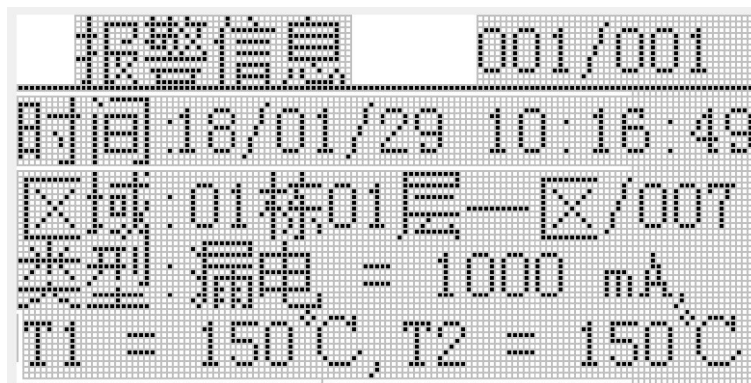 报警信息 001/001
时间:18/01/29 10:16:49
区域:01栋01层一区/007
类型:漏电 = 1000 mA,
T1 = 150℃,T2 = 150℃